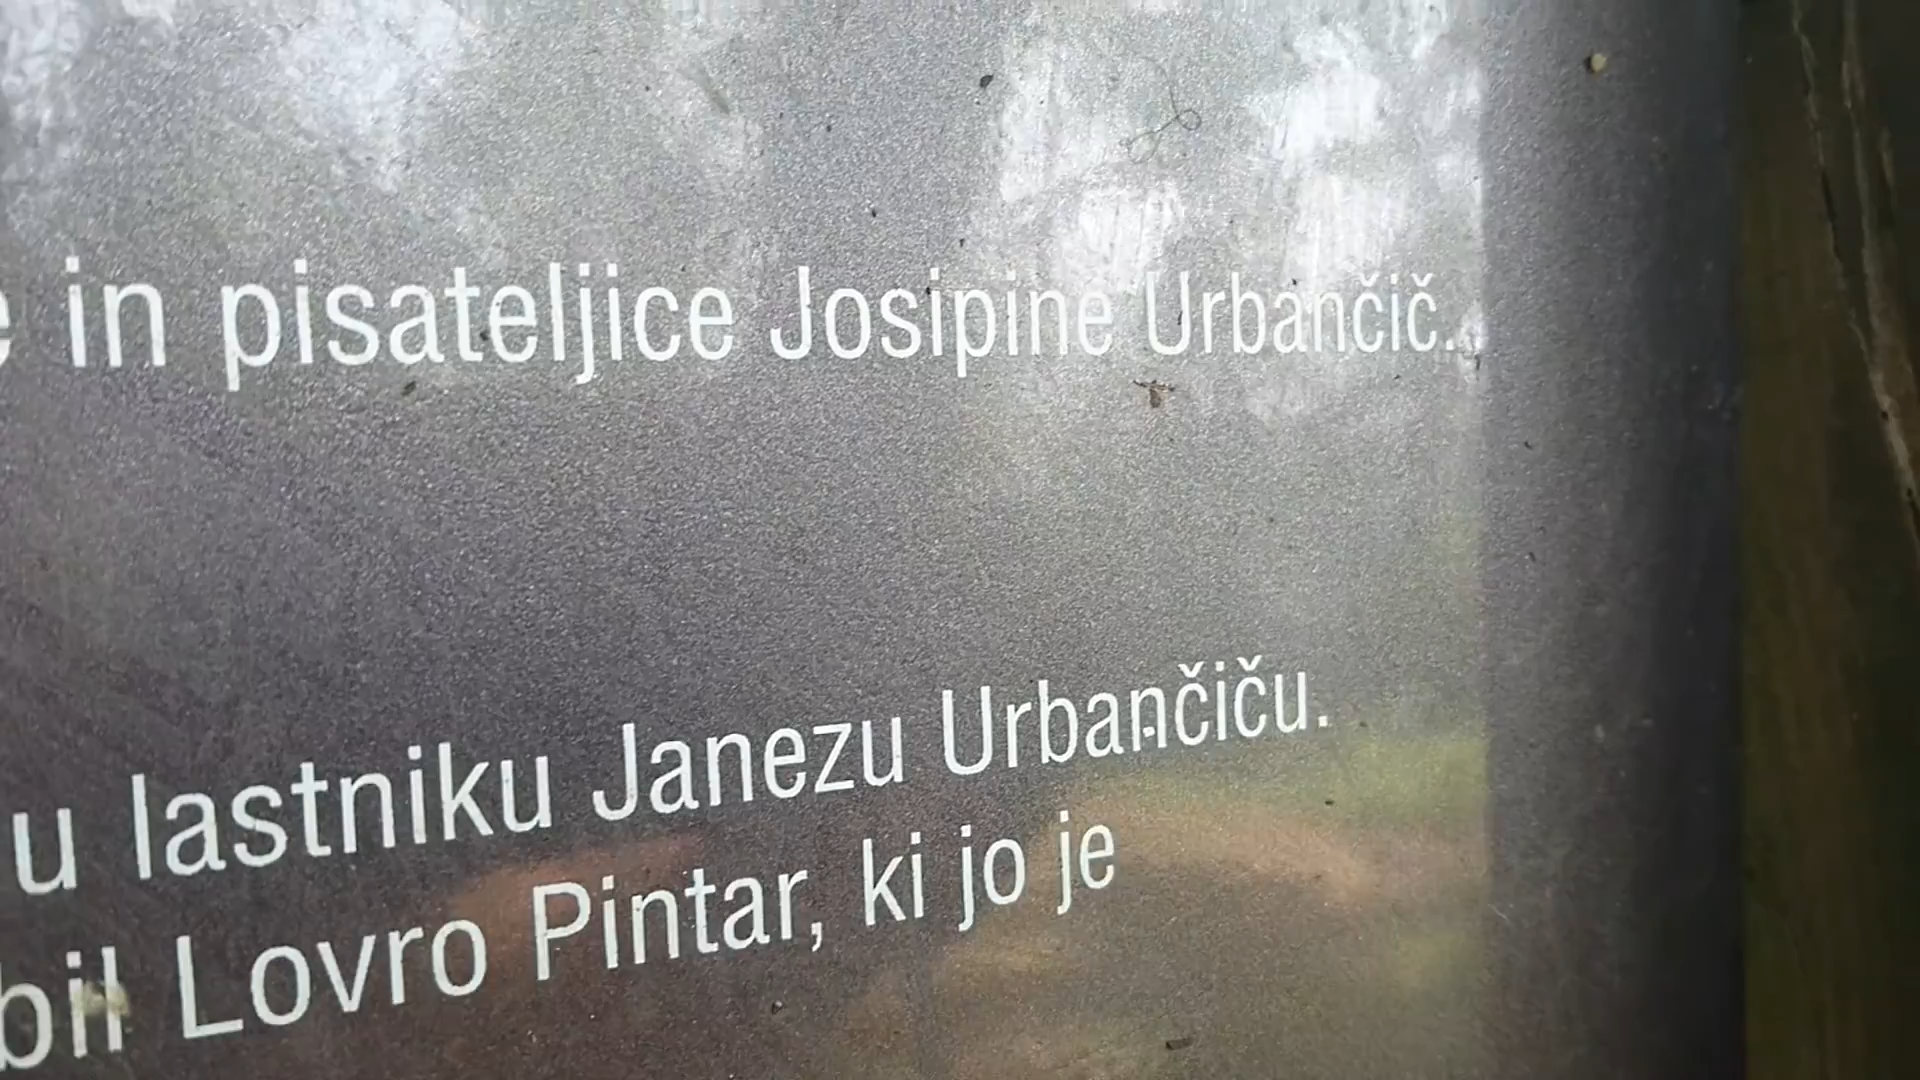 in pisateljice Josipine Urbančič.
u lastniku Janezu Urbančiču.
bil Lovro Pintar, ki jo je